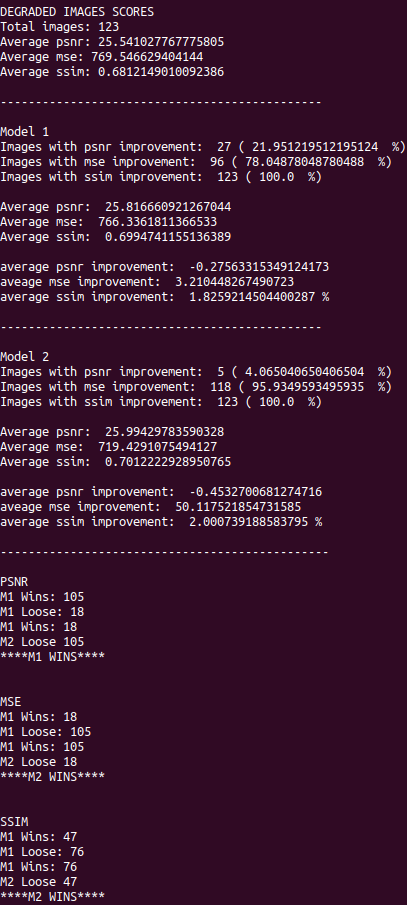 DEGRADED IMAGES SCORES
Total images: 123
Average psnr: 25.541027767775805
Average mse: 769.546629404144
Average ssim: 0.6812149010092386
----------------------------------------------
Model 1
Images with psnr improvement:  27 ( 21.951219512195124  %)
Images with mse improvement:  96 ( 78.04878048780488  %)
Images with ssim improvement:  123 ( 100.0  %)
Average psnr:  25.816660921267044
Average mse:  766.3361811366533
Average ssim:  0.6994741155136389
average psnr improvement:  -0.27563315349124173
aveage mse improvement:  3.210448267490723
average ssim improvement:  1.8259214504400287 %
----------------------------------------------
Model 2
Images with psnr improvement:  5 ( 4.065040650406504  %)
Images with mse improvement:  118 ( 95.9349593495935  %)
Images with ssim improvement:  123 ( 100.0  %)
Average psnr:  25.99429783590328
Average mse:  719.4291075494127
Average ssim:  0.7012222928950765
average psnr improvement:  -0.4532700681274716
aveage mse improvement:  50.117521854731585
average ssim improvement:  2.000739188583795 %
-----------------------------------------------
PSNR
M1 Wins: 105
M1 Loose: 18
M1 Wins: 18
M2 Loose 105
****M1 WINS****
MSE
M1 Wins: 18
M1 Loose: 105
M1 Wins: 105
M2 Loose 18
****M2 WINS****
SSIM
M1 Wins: 47
M1 Loose: 76
M1 Wins: 76
M2 Loose 47
****M2 WINS****